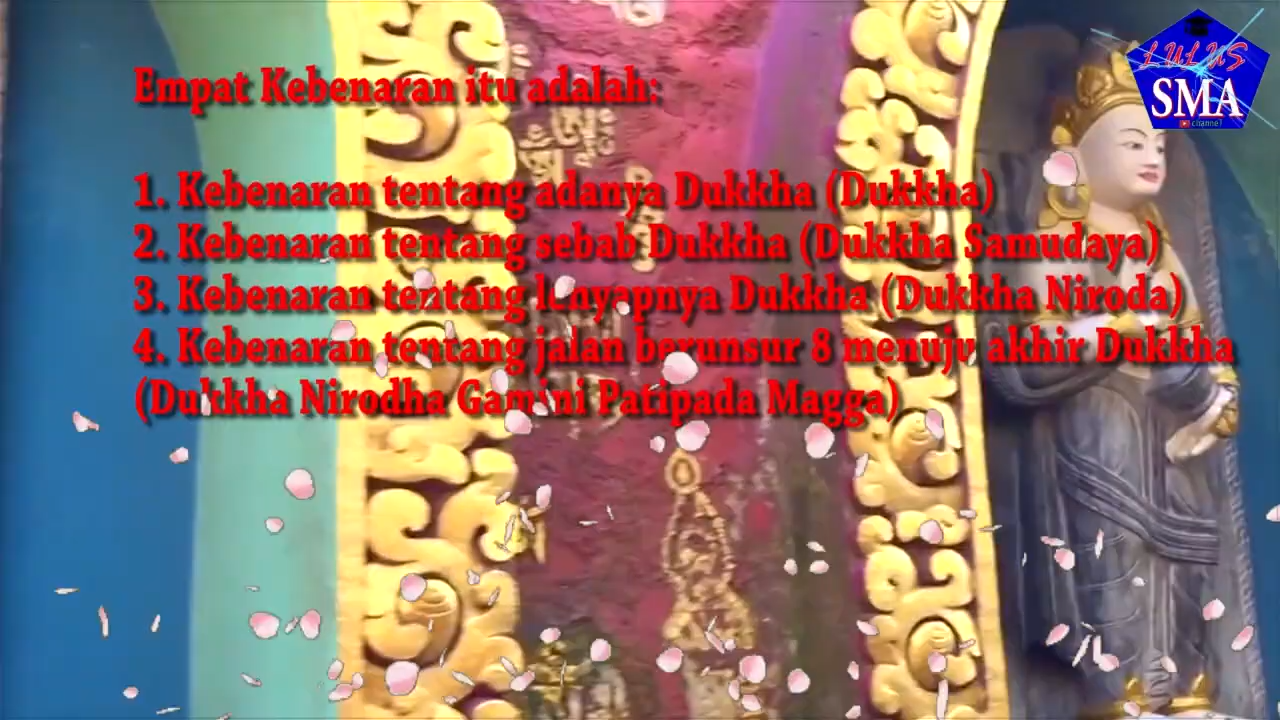 LULUS
SMA
channel
Empat Kebenaran itu adalah:
1. Kebenaran tentang adanya Dukkha (Dukkha)
2. Kebenaran tentang sebab Dukkha (Dukkha Samudaya)
3. Kebenaran tentang lenyapnya Dukkha (Dukkha Niroda)
4. Kebenaran tentang jalan berunsur 8 menuju akhir Dukkha
(Dukkha Nirodha Gamini Patipada Magga)